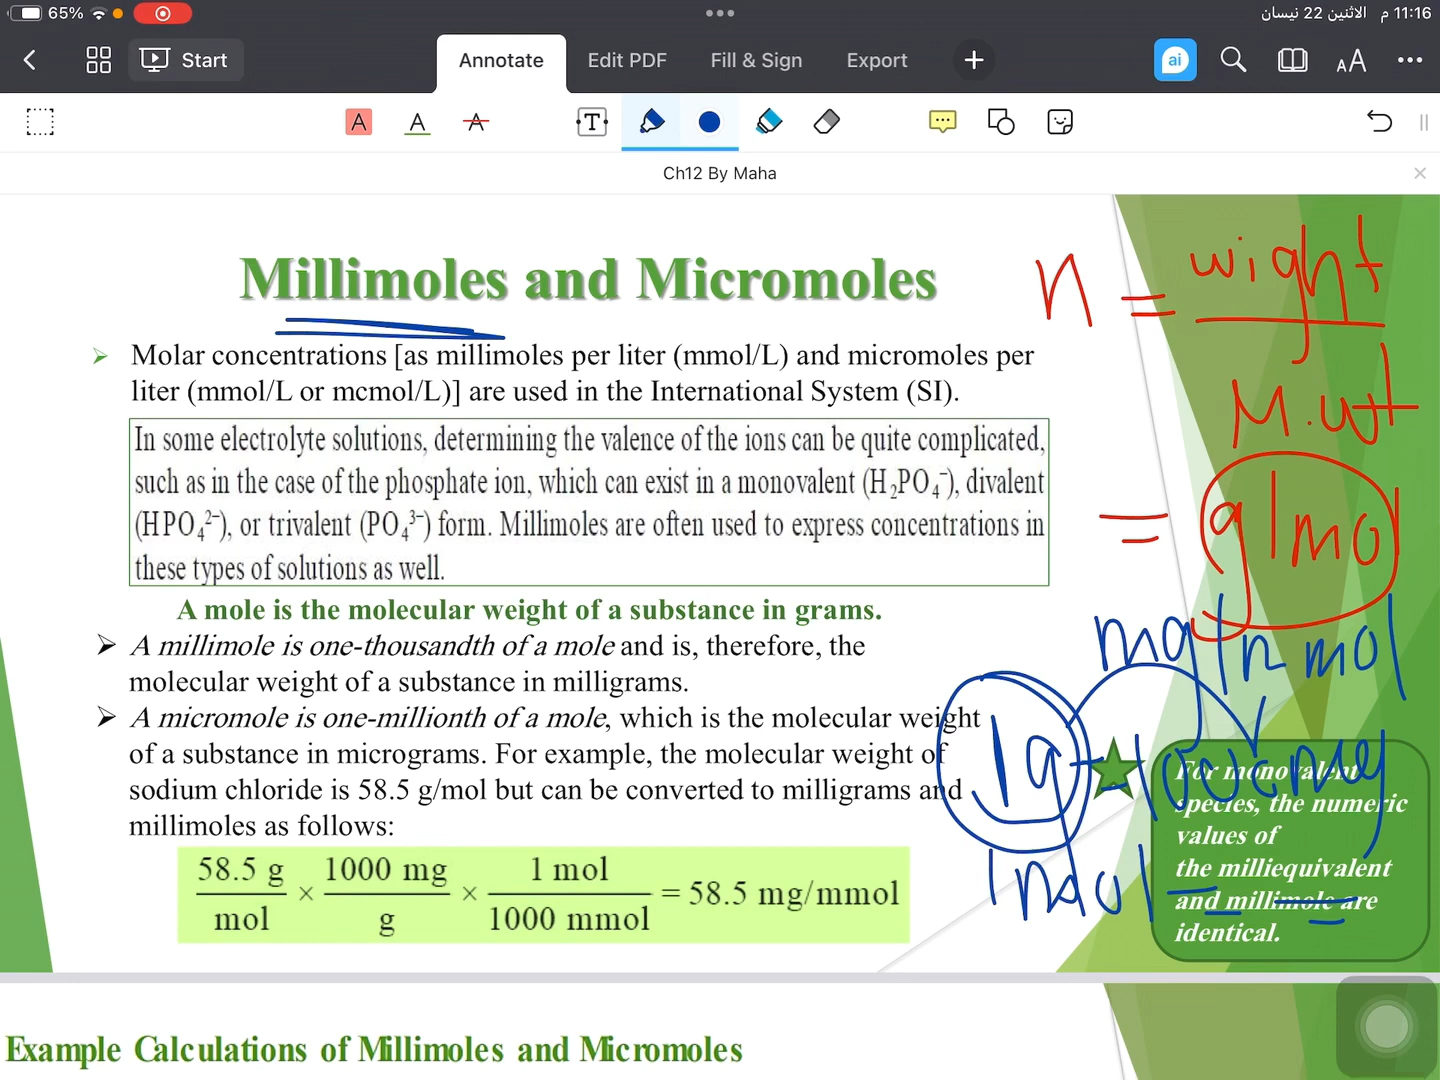 65%
11:16 م الاثنين 22 نيسان
Start
Annotate
Edit PDF
Fill & Sign
Export
ai
AA
A
A
A
T
Ch12 By Maha
Millimoles and Micromoles
n = wight
M.wt
= g/mol
Molar concentrations [as millimoles per liter (mmol/L) and micromoles per
liter (mmol/L or mcmol/L)] are used in the International System (SI).
In some electrolyte solutions, determining the valence of the ions can be quite complicated,
such as in the case of the phosphate ion, which can exist in a monovalent (H₂PO₄⁻), divalent
(HPO₄²⁻), or trivalent (PO₄³⁻) form. Millimoles are often used to express concentrations in
these types of solutions as well.
A mole is the molecular weight of a substance in grams.
A millimole is one-thousandth of a mole and is, therefore, the
molecular weight of a substance in milligrams.
A micromole is one-millionth of a mole, which is the molecular weight
of a substance in micrograms. For example, the molecular weight of
sodium chloride is 58.5 g/mol but can be converted to milligrams and
millimoles as follows:
58.5 g / mol × 1000 mg / g × 1 mol / 1000 mmol = 58.5 mg/mmol
1g
For monovalent
species, the numeric
values of
the milliequivalent
and millimole are
identical.
Example Calculations of Millimoles and Micromoles